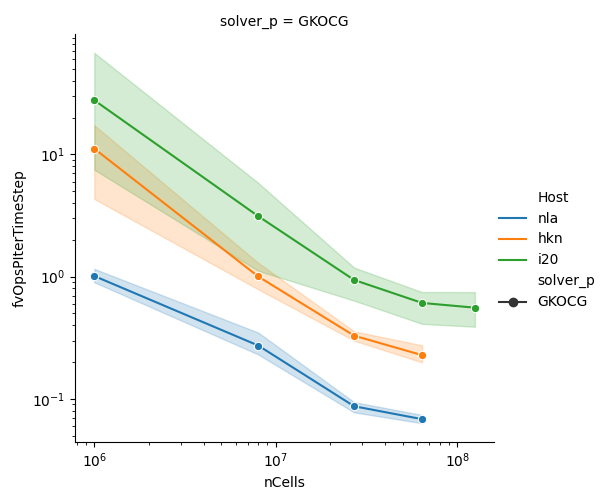 solver_p = GKOCG
fvOpsPIterTimeStep
10¹
10⁰
10⁻¹
10⁶
10⁷
10⁸
nCells
Host
nla
hkn
i20
solver_p
GKOCG